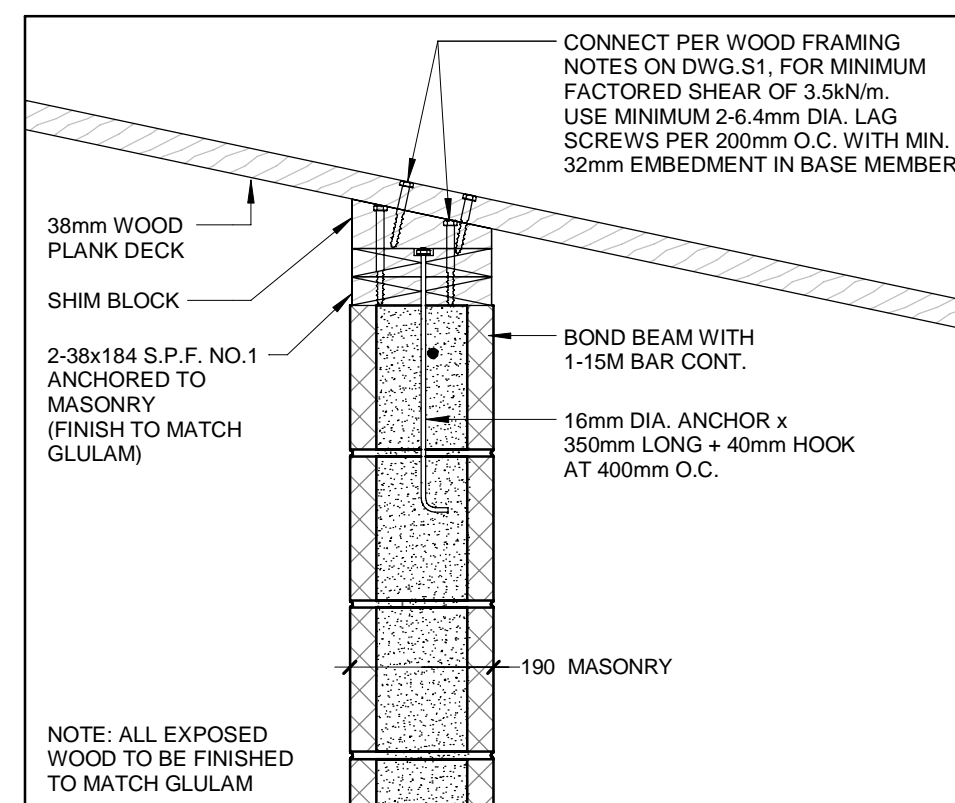 CONNECT PER WOOD FRAMING
NOTES ON DWG.S1, FOR MINIMUM
FACTORED SHEAR OF 3.5kN/m.
USE MINIMUM 2-6.4mm DIA. LAG
SCREWS PER 200mm O.C. WITH MIN.
32mm EMBEDMENT IN BASE MEMBER
38mm WOOD
PLANK DECK
SHIM BLOCK
2-38x184 S.P.F. NO.1
ANCHORED TO
MASONRY
(FINISH TO MATCH
GLULAM)
BOND BEAM WITH
1-15M BAR CONT.
16mm DIA. ANCHOR x
350mm LONG + 40mm HOOK
AT 400mm O.C.
190 MASONRY
NOTE: ALL EXPOSED
WOOD TO BE FINISHED
TO MATCH GLULAM